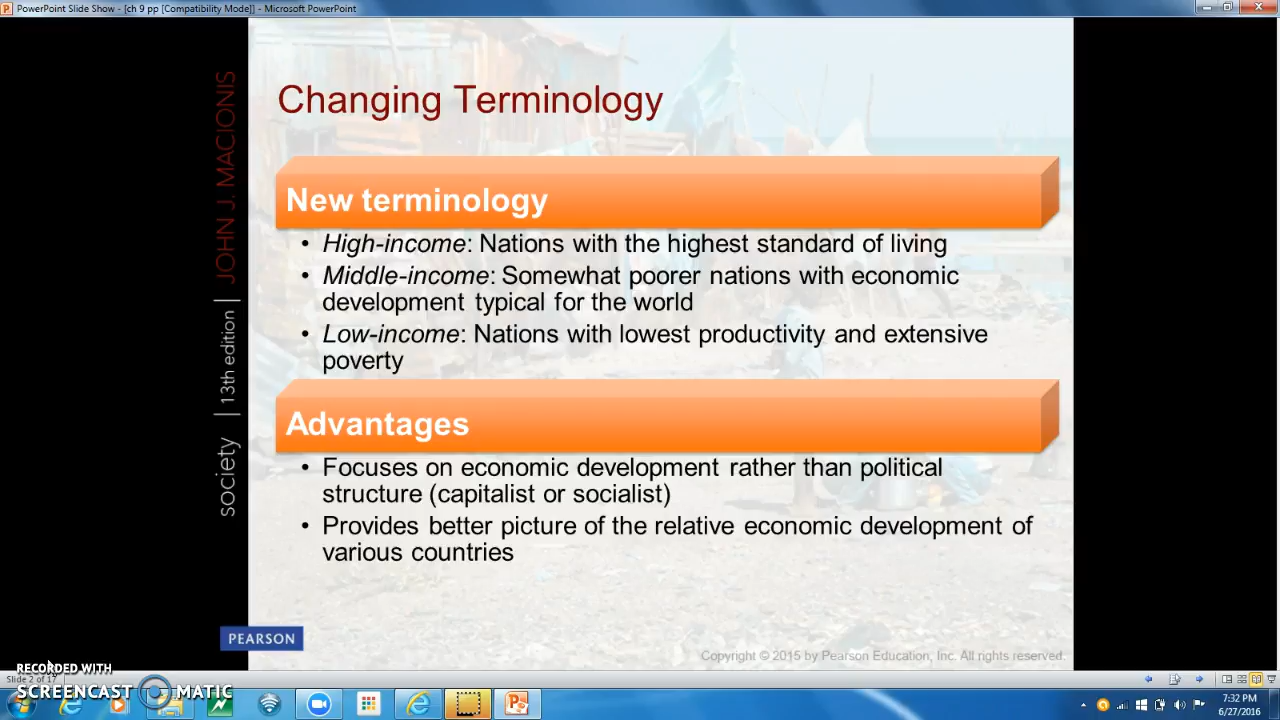 PowerPoint Slide Show - [ch 9 pp [Compatibility Mode]] - Microsoft PowerPoint
JOHN J. MACIONIS
13th edition
society
Changing Terminology
New terminology
• High-income: Nations with the highest standard of living
• Middle-income: Somewhat poorer nations with economic
development typical for the world
• Low-income: Nations with lowest productivity and extensive
poverty
Advantages
• Focuses on economic development rather than political
structure (capitalist or socialist)
• Provides better picture of the relative economic development of
various countries
PEARSON
Copyright © 2015 by Pearson Education, Inc. All rights reserved.
RECORDED WITH
SCREENCAST MATIC
Slide 2 of 17
7:32 PM
6/27/2016